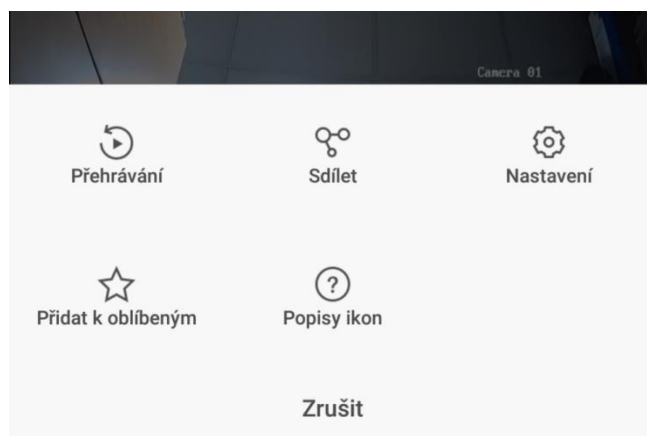 Camera 01
Přehrávání
Sdílet
Nastavení
Přidat k oblíbeným
Popisy ikon
Zrušit